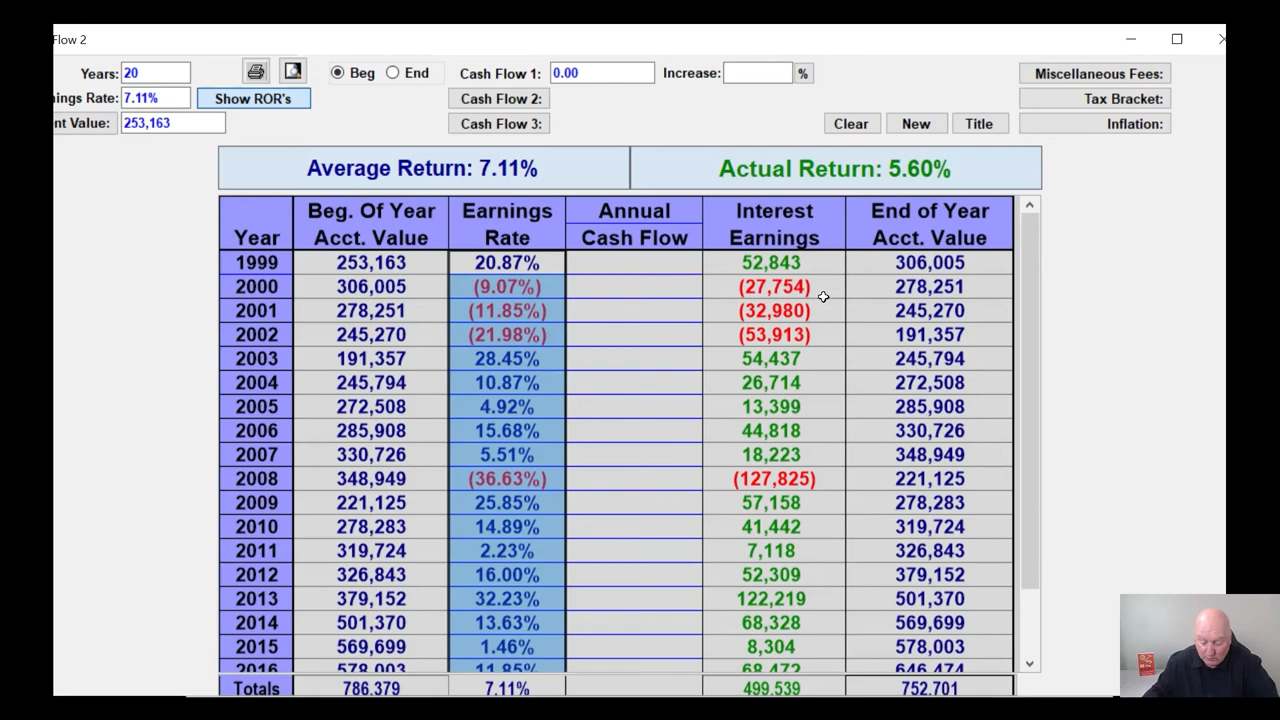 Flow 2
Years: 20 Beg End Cash Flow 1: 0.00 Increase: % Miscellaneous Fees:
ings Rate: 7.11% Show ROR's Cash Flow 2: Tax Bracket:
nt Value: 253,163 Cash Flow 3: Clear New Title Inflation:
Average Return: 7.11% Actual Return: 5.60%
Beg. Of Year Earnings Annual Interest End of Year
Year Acct. Value Rate Cash Flow Earnings Acct. Value
1999 253,163 20.87% 52,843 306,005
2000 306,005 (9.07%) (27,754) 278,251
2001 278,251 (11.85%) (32,980) 245,270
2002 245,270 (21.98%) (53,913) 191,357
2003 191,357 28.45% 54,437 245,794
2004 245,794 10.87% 26,714 272,508
2005 272,508 4.92% 13,399 285,908
2006 285,908 15.68% 44,818 330,726
2007 330,726 5.51% 18,223 348,949
2008 348,949 (36.63%) (127,825) 221,125
2009 221,125 25.85% 57,158 278,283
2010 278,283 14.89% 41,442 319,724
2011 319,724 2.23% 7,118 326,843
2012 326,843 16.00% 52,309 379,152
2013 379,152 32.23% 122,219 501,370
2014 501,370 13.63% 68,328 569,699
2015 569,699 1.46% 8,304 578,003
2016 578,003 11.85% 68,472 646,474
Totals 786,379 7.11% 499,539 752,701